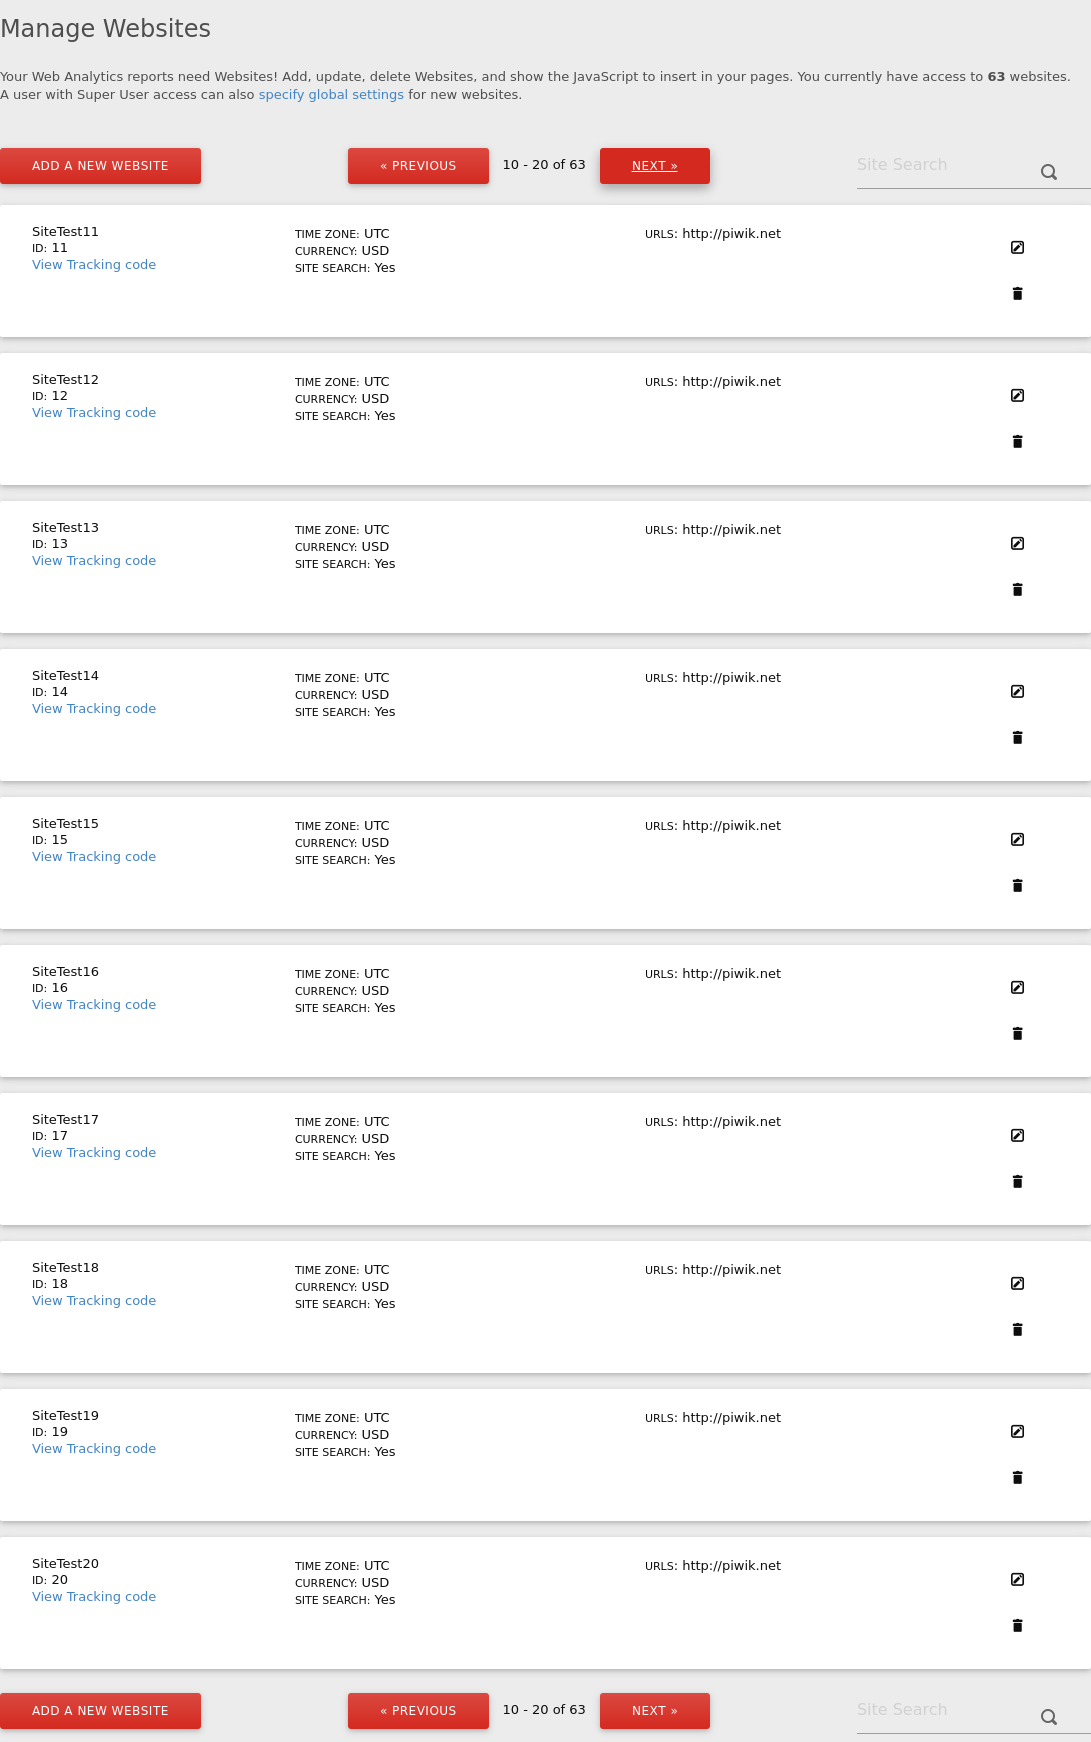 Manage Websites
Your Web Analytics reports need Websites! Add, update, delete Websites, and show the JavaScript to insert in your pages. You currently have access to 63 websites.
A user with Super User access can also specify global settings for new websites.
ADD A NEW WEBSITE « PREVIOUS 10 - 20 of 63 NEXT » Site Search
SiteTest11 TIME ZONE: UTC URLS: http://piwik.net
ID: 11 CURRENCY: USD
View Tracking code SITE SEARCH: Yes
SiteTest12 TIME ZONE: UTC URLS: http://piwik.net
ID: 12 CURRENCY: USD
View Tracking code SITE SEARCH: Yes
SiteTest13 TIME ZONE: UTC URLS: http://piwik.net
ID: 13 CURRENCY: USD
View Tracking code SITE SEARCH: Yes
SiteTest14 TIME ZONE: UTC URLS: http://piwik.net
ID: 14 CURRENCY: USD
View Tracking code SITE SEARCH: Yes
SiteTest15 TIME ZONE: UTC URLS: http://piwik.net
ID: 15 CURRENCY: USD
View Tracking code SITE SEARCH: Yes
SiteTest16 TIME ZONE: UTC URLS: http://piwik.net
ID: 16 CURRENCY: USD
View Tracking code SITE SEARCH: Yes
SiteTest17 TIME ZONE: UTC URLS: http://piwik.net
ID: 17 CURRENCY: USD
View Tracking code SITE SEARCH: Yes
SiteTest18 TIME ZONE: UTC URLS: http://piwik.net
ID: 18 CURRENCY: USD
View Tracking code SITE SEARCH: Yes
SiteTest19 TIME ZONE: UTC URLS: http://piwik.net
ID: 19 CURRENCY: USD
View Tracking code SITE SEARCH: Yes
SiteTest20 TIME ZONE: UTC URLS: http://piwik.net
ID: 20 CURRENCY: USD
View Tracking code SITE SEARCH: Yes
ADD A NEW WEBSITE « PREVIOUS 10 - 20 of 63 NEXT » Site Search